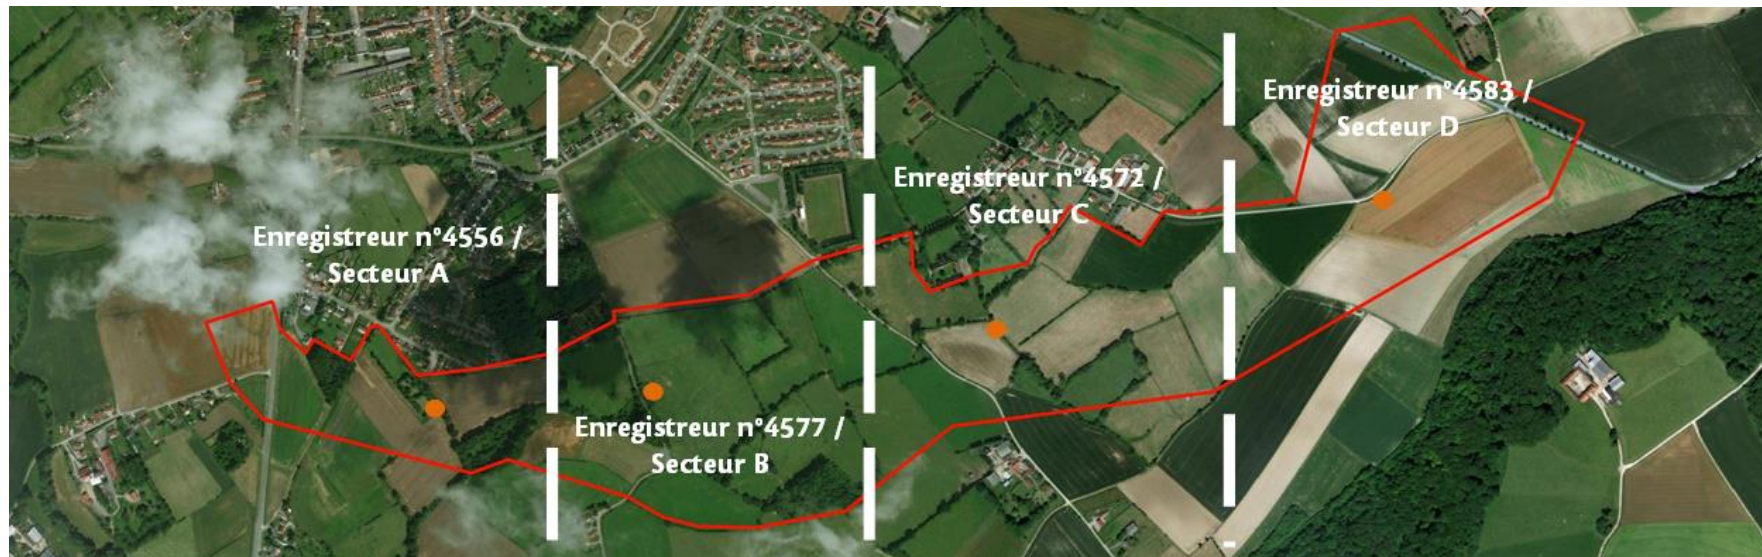 Enregistreur n°4556 /
Secteur A
Enregistreur n°4577 /
Secteur B
Enregistreur n°4572 /
Secteur C
Enregistreur n°4583 /
Secteur D